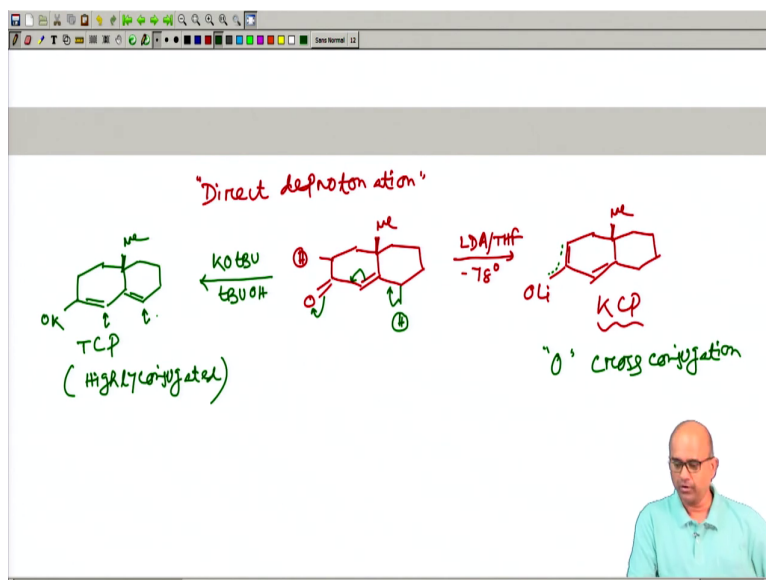 Sans Normal 12
"Direct deprotonation"
Me
Me
Me
KOtBU
tBUOH
H
O
H
LDA/THF
-78°
OK
OLi
TCP
KCP
(Highly conjugated)
"O" cross conjugation